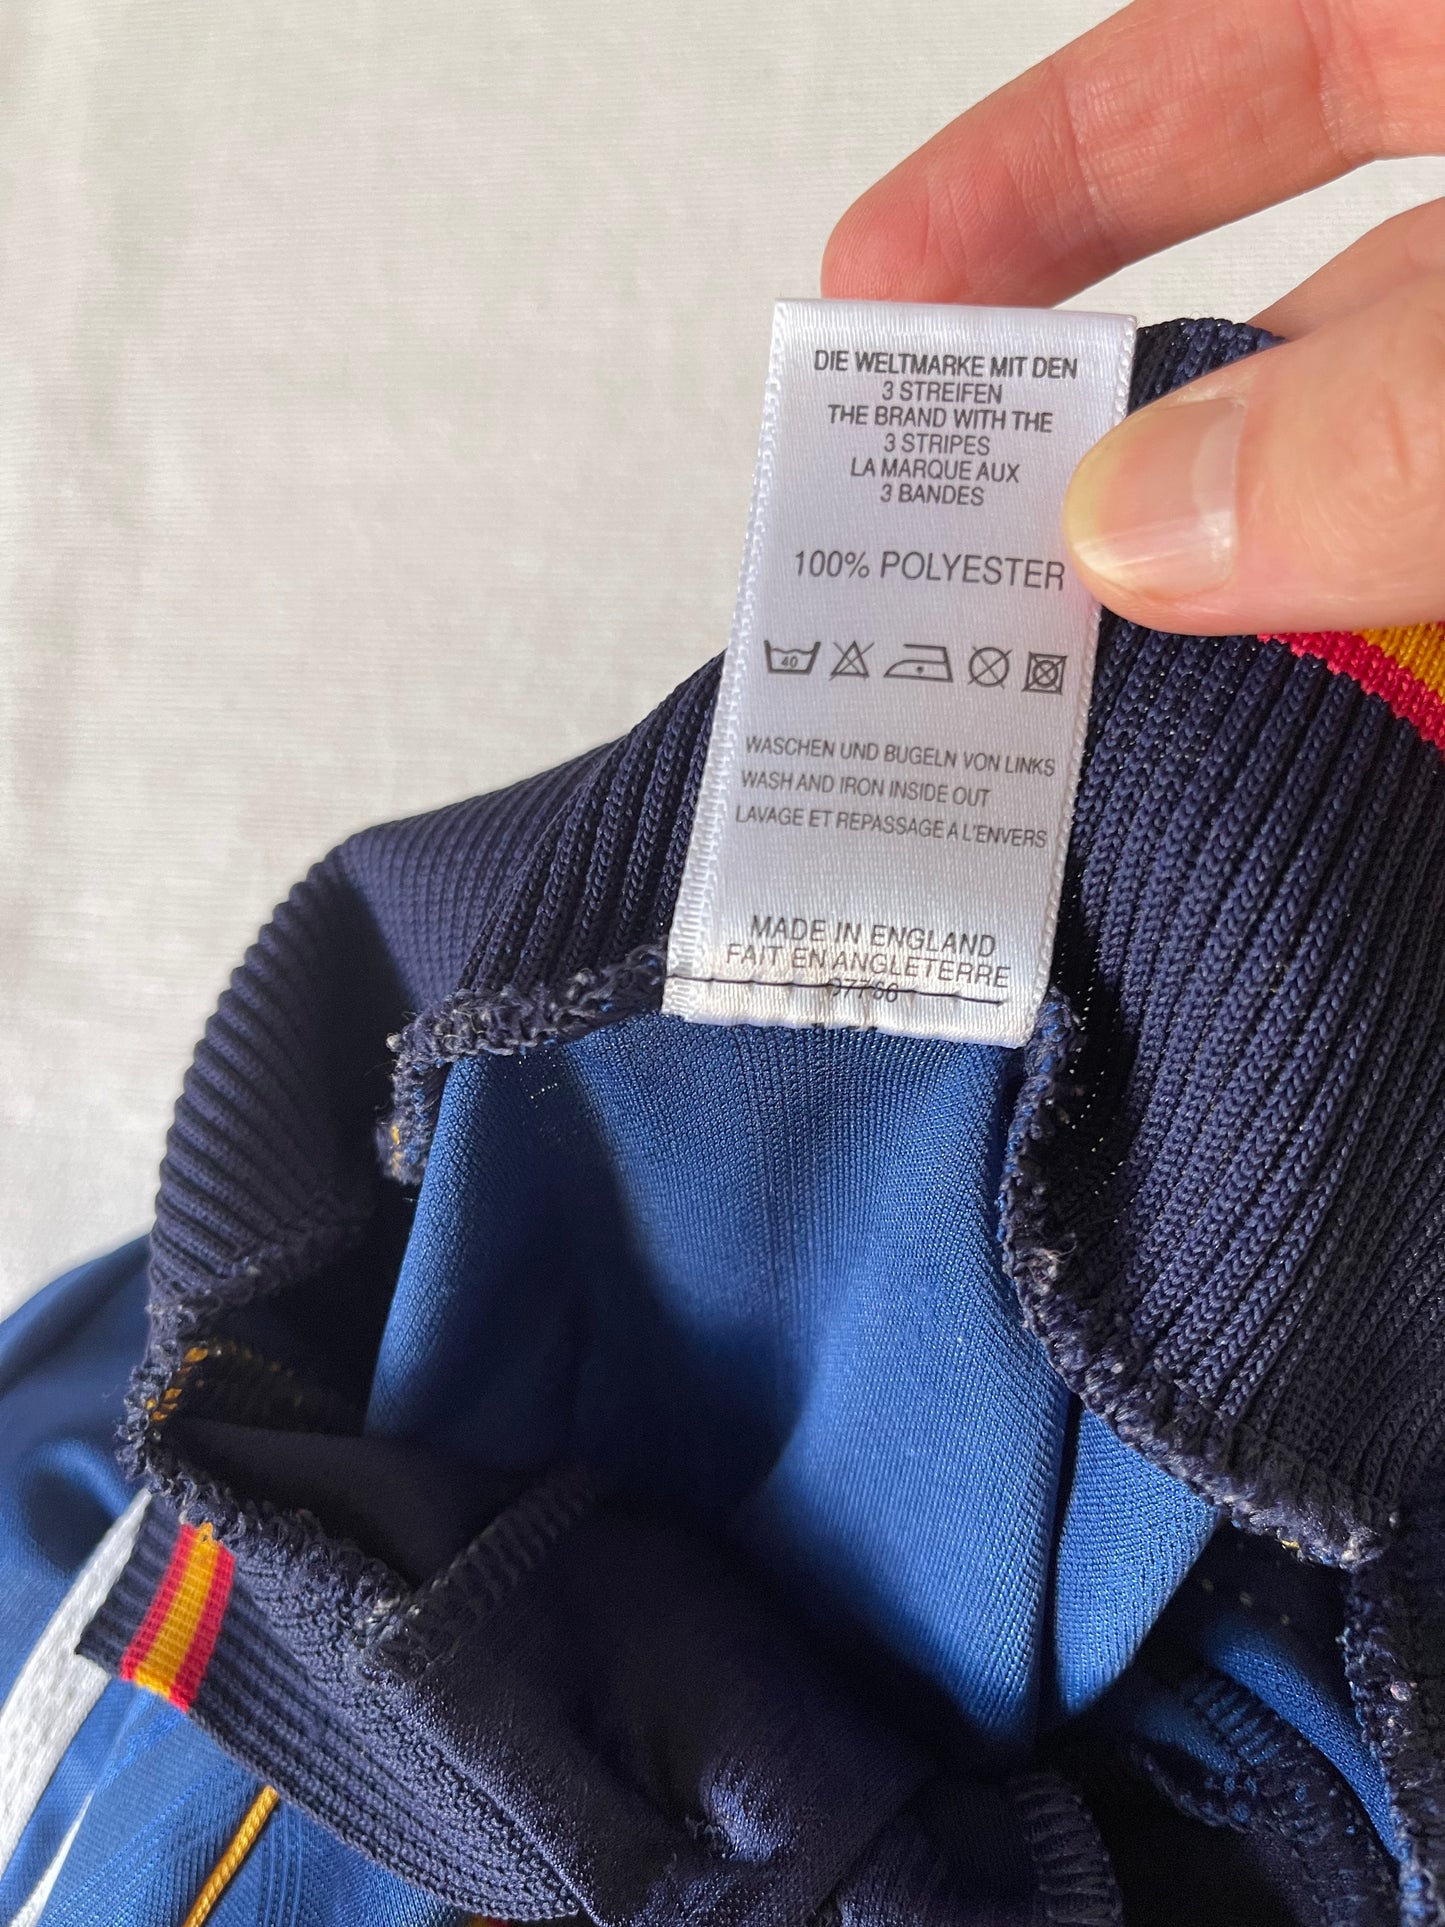 DIE WELTMARKE MIT DEN
3 STREIFEN
THE BRAND WITH THE
3 STRIPES
LA MARQUE AUX
3 BANDES
100% POLYESTER
40
WASCHEN UND BUGELN VON LINKS
WASH AND IRON INSIDE OUT
LAVAGE ET REPASSAGE A L'ENVERS
MADE IN ENGLAND
FAIT EN ANGLETERRE